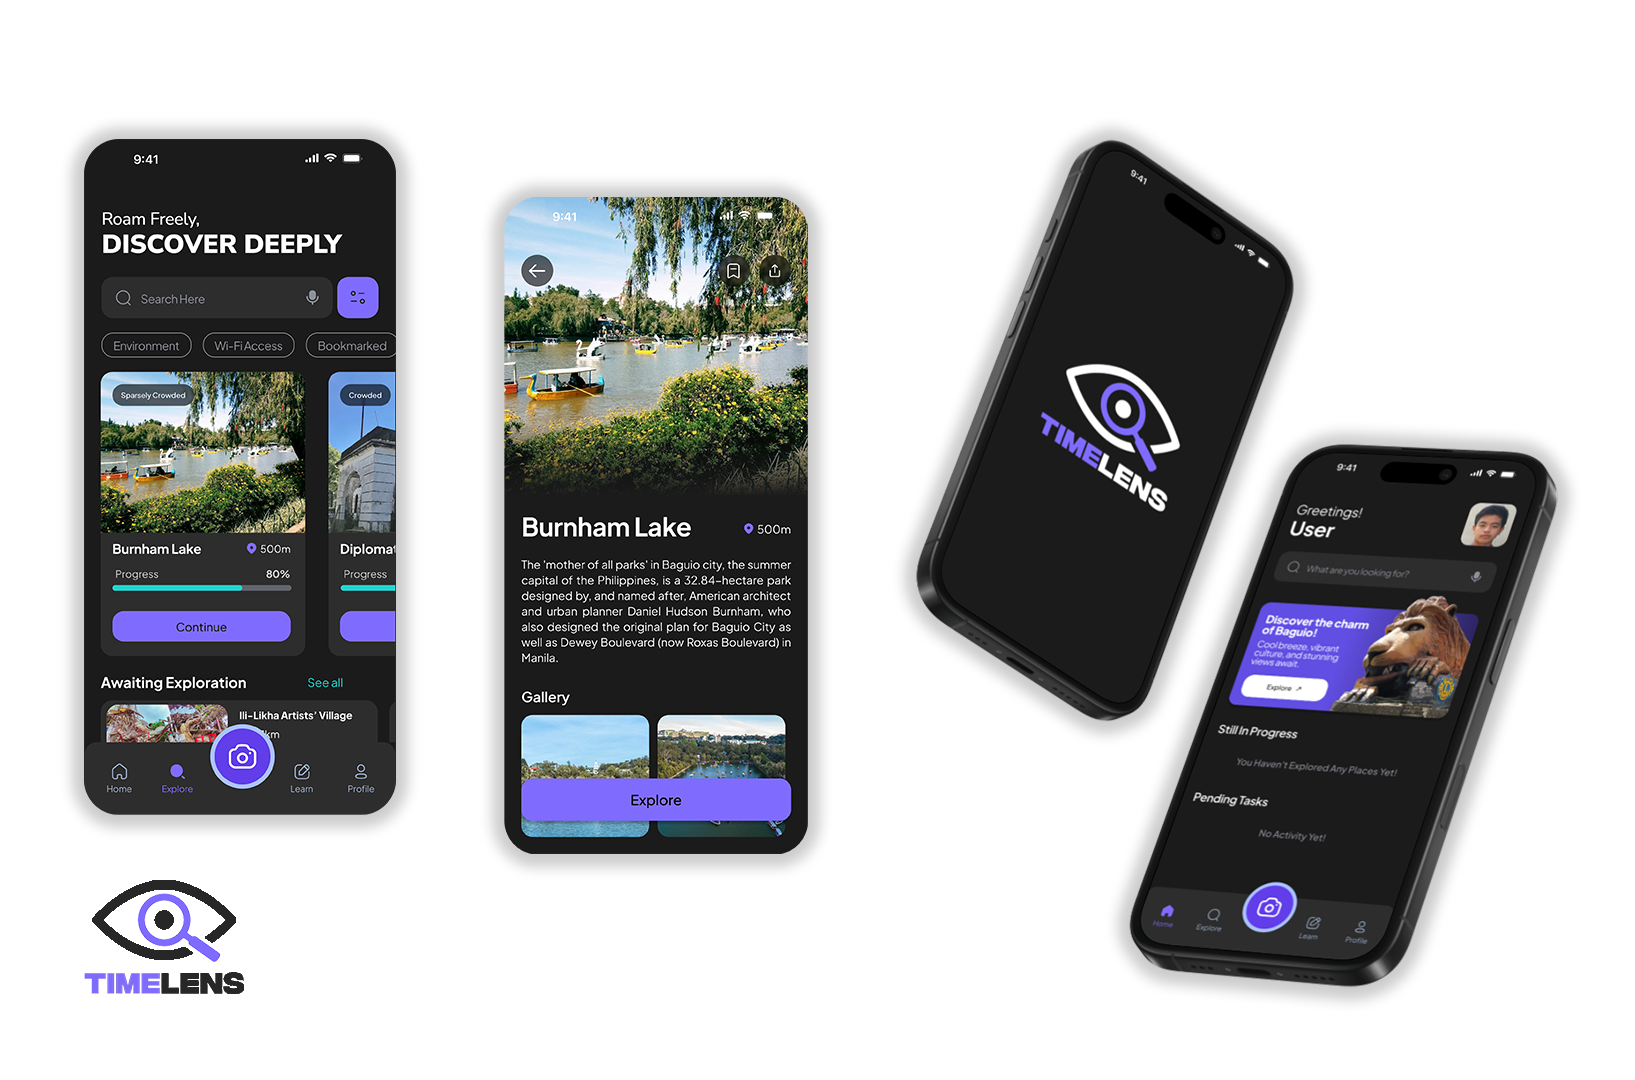 9:41
Roam Freely,
DISCOVER DEEPLY
Search Here
Environment
Wi-Fi Access
Bookmarked
Sparsely Crowded
Crowded
Burnham Lake
500m
Progress
80%
Continue
Diplomat
Progress
Awaiting Exploration
See all
Ili-Likha Artists’ Village
km
Home
Explore
Learn
Profile
TIMELENS
9:41
Burnham Lake
500m
The 'mother of all parks' in Baguio city, the summer
capital of the Philippines, is a 32.84-hectare park
designed by, and named after, American architect
and urban planner Daniel Hudson Burnham, who
also designed the original plan for Baguio City as
well as Dewey Boulevard (now Roxas Boulevard) in
Manila.
Gallery
Explore
9:41
TIMELENS
9:41
Greetings!
User
What are you looking for?
Discover the charm
of Baguio!
Cool breeze, vibrant
culture, and stunning
views await.
Explore ↗
Still In Progress
You Haven't Explored Any Places Yet!
Pending Tasks
No Activity Yet!
Home
Explore
Learn
Profile